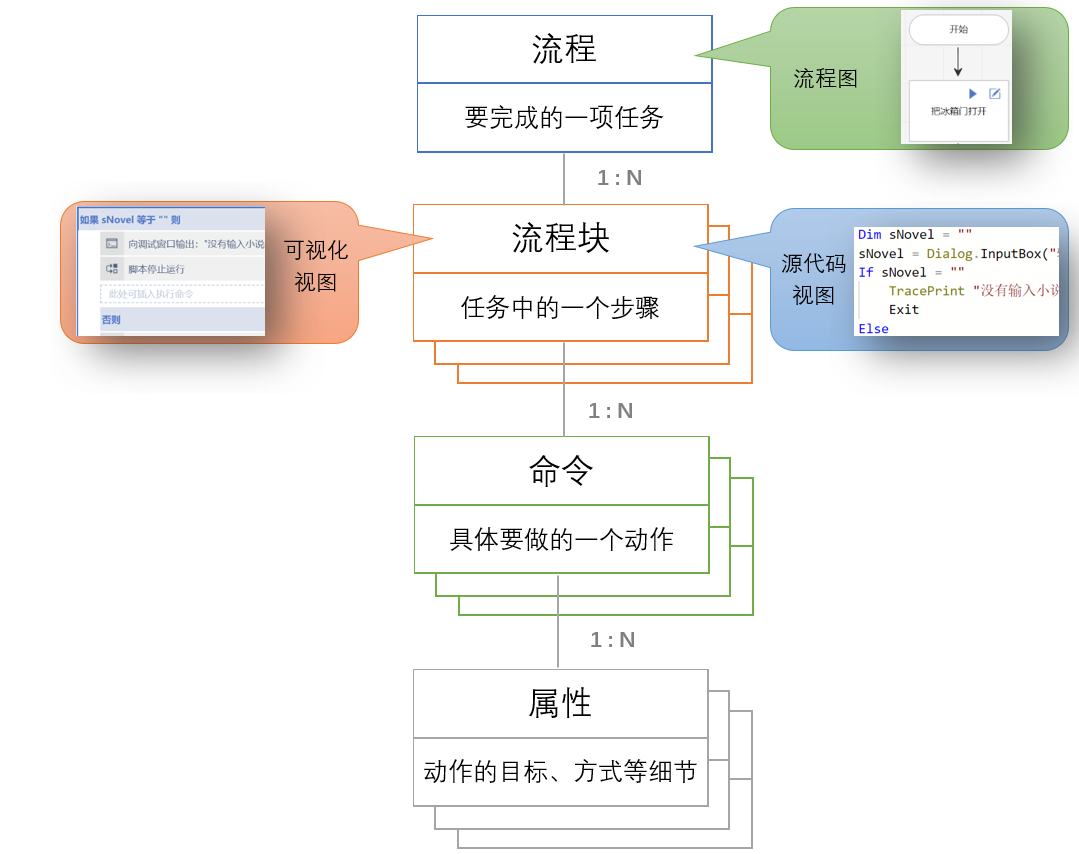 流程
要完成的一项任务
流程图
开始
把冰箱门打开
1:N
如果 sNovel 等于 "" 则
向调试窗口输出: "没有输入小说
脚本停止运行
此处可插入执行命令
否则
可视化
视图
流程块
任务中的一个步骤
源代码
视图
Dim sNovel = ""
sNovel = Dialog.InputBox("
If sNovel = ""
TracePrint "没有输入小说
Exit
Else
1:N
命令
具体要做的一个动作
1:N
属性
动作的目标、方式等细节